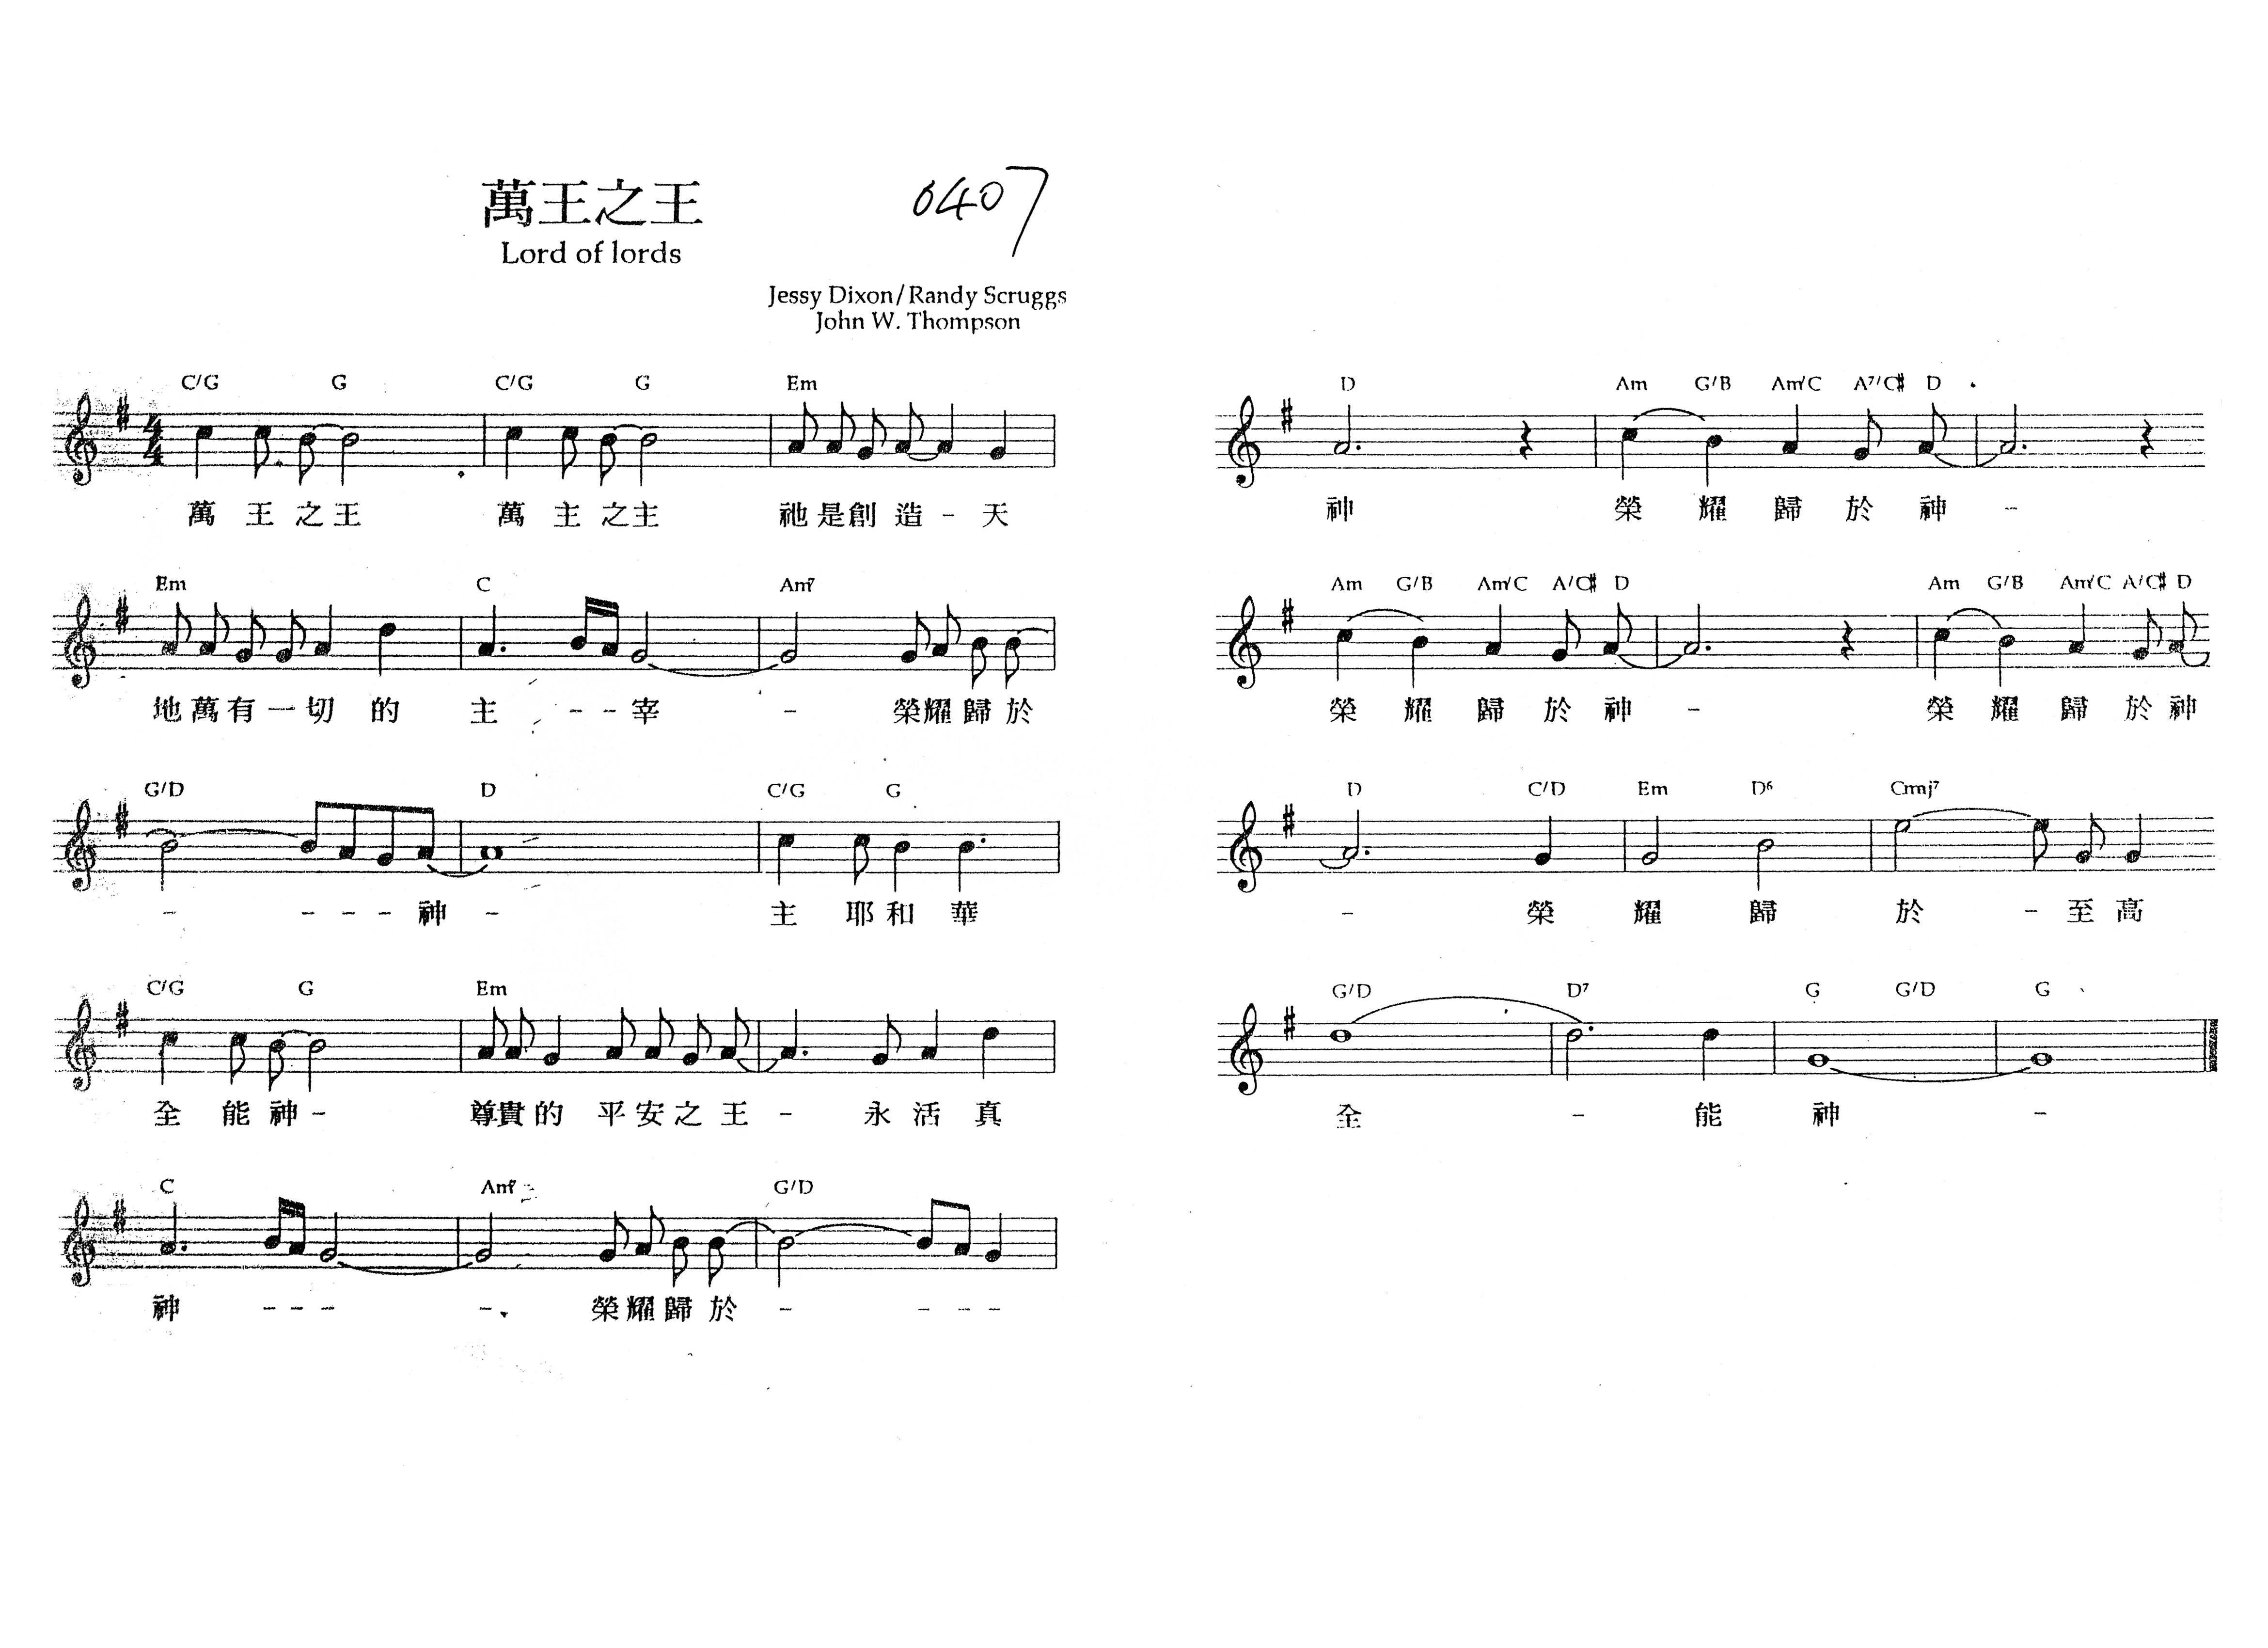 萬王之王
0407
Lord of lords
Jessy Dixon/Randy Scruggs
John W. Thompson
C/G G C/G G Em
萬 王 之 王 萬 主 之 主 祂 是 創 造 - 天
Em C Am7
地 萬 有 一 切 的 主 - - - 宰 - 榮 耀 歸 於
G/D D C/G G
- - - - 神 - 主 耶 和 華
C/G G Em
全 能 神 - 尊 貴 的 平 安 之 王 - 永 活 真
C Am7 G/D
神 - - - - 榮 耀 歸 於 - - - -
D Am G/B Am/C A7/C# D
神 榮 耀 歸 於 神 -
Am G/B Am/C A/C# D Am G/B Am/C A/C# D
榮 耀 歸 於 神 - 榮 耀 歸 於 神
D C/D Em D6 Cmj7
- 榮 耀 歸 於 - 至 高
G/D D7 G G/D G
全 - 能 神 -